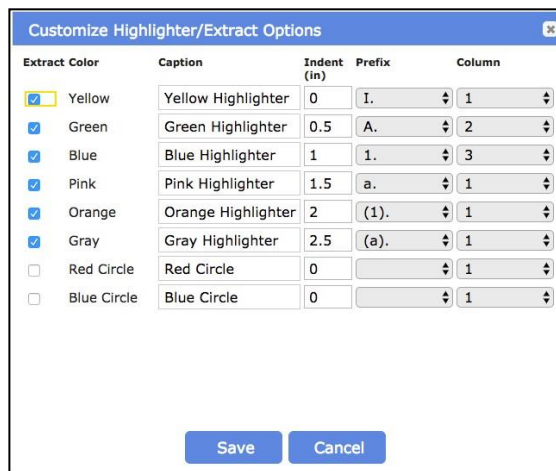 Customize Highlighter/Extract Options
Extract Color Caption Indent (in) Prefix Column
Yellow Yellow Highlighter 0 I. 1
Green Green Highlighter 0.5 A. 2
Blue Blue Highlighter 1 1. 3
Pink Pink Highlighter 1.5 a. 1
Orange Orange Highlighter 2 (1). 1
Gray Gray Highlighter 2.5 (a). 1
Red Circle Red Circle 0 1
Blue Circle Blue Circle 0 1
Save Cancel